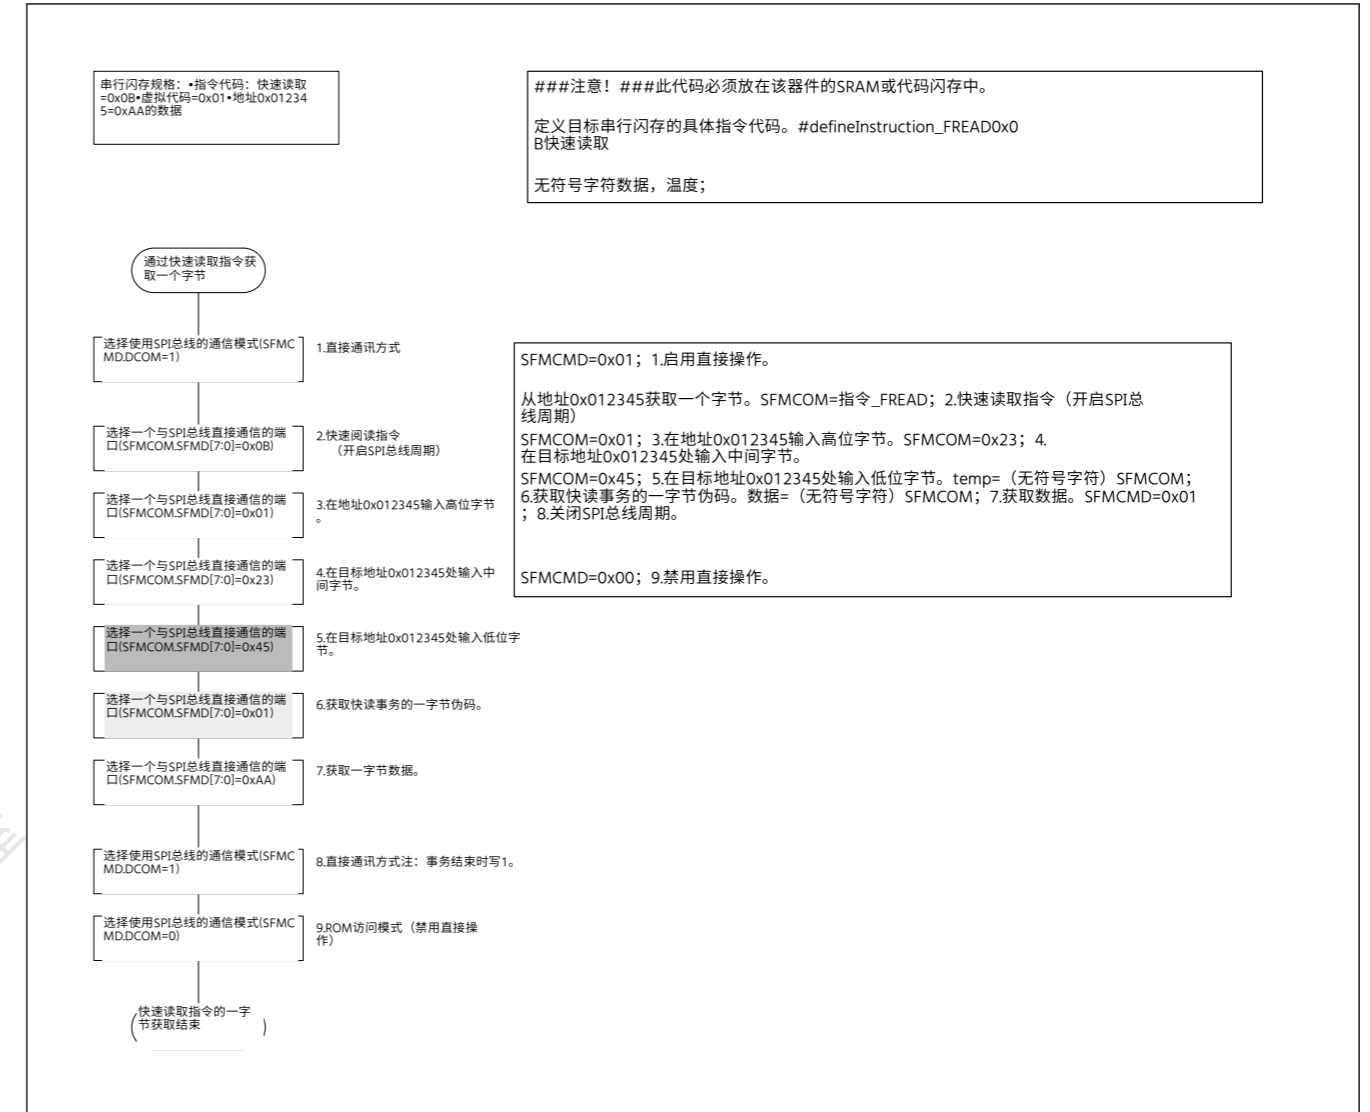 串行闪存规格：•指令代码：快速读取
=0x0B•虚拟代码=0x01•地址0x01234
5=0xAA的数据
###注意！###此代码必须放在该器件的SRAM或代码闪存中。
定义目标串行闪存的具体指令代码。#defineInstruction_FREAD0x0
B快速读取
无符号字符数据，温度；
通过快速读取指令获
取一个字节
选择使用SPI总线的通信模式(SFMC
MD.DCOM=1)
1.直接通讯方式
选择一个与SPI总线直接通信的端
口(SFMCOM.SFMD[7:0]=0x0B)
2.快速阅读指令
（开启SPI总线周期）
选择一个与SPI总线直接通信的端
口(SFMCOM.SFMD[7:0]=0x01)
3.在地址0x012345输入高位字节
。
选择一个与SPI总线直接通信的端
口(SFMCOM.SFMD[7:0]=0x23)
4.在目标地址0x012345处输入中
间字节。
选择一个与SPI总线直接通信的端
口(SFMCOM.SFMD[7:0]=0x45)
5.在目标地址0x012345处输入低位字
节。
选择一个与SPI总线直接通信的端
口(SFMCOM.SFMD[7:0]=0x01)
6.获取快读事务的一字节伪码。
选择一个与SPI总线直接通信的端
口(SFMCOM.SFMD[7:0]=0xAA)
7.获取一字节数据。
选择使用SPI总线的通信模式(SFMC
MD.DCOM=1)
8.直接通讯方式注：事务结束时写1。
选择使用SPI总线的通信模式(SFMC
MD.DCOM=0)
9.ROM访问模式（禁用直接操
作）
快速读取指令的一字
节获取结束
SFMCMD=0x01；1.启用直接操作。
从地址0x012345获取一个字节。SFMCOM=指令_FREAD；2.快速读取指令（开启SPI总
线周期）
SFMCOM=0x01；3.在地址0x012345输入高位字节。SFMCOM=0x23；4.
在目标地址0x012345处输入中间字节。
SFMCOM=0x45；5.在目标地址0x012345处输入低位字节。temp=（无符号字符）SFMCOM；
6.获取快读事务的一字节伪码。数据=（无符号字符）SFMCOM；7.获取数据。SFMCMD=0x01
；8.关闭SPI总线周期。
SFMCMD=0x00；9.禁用直接操作。